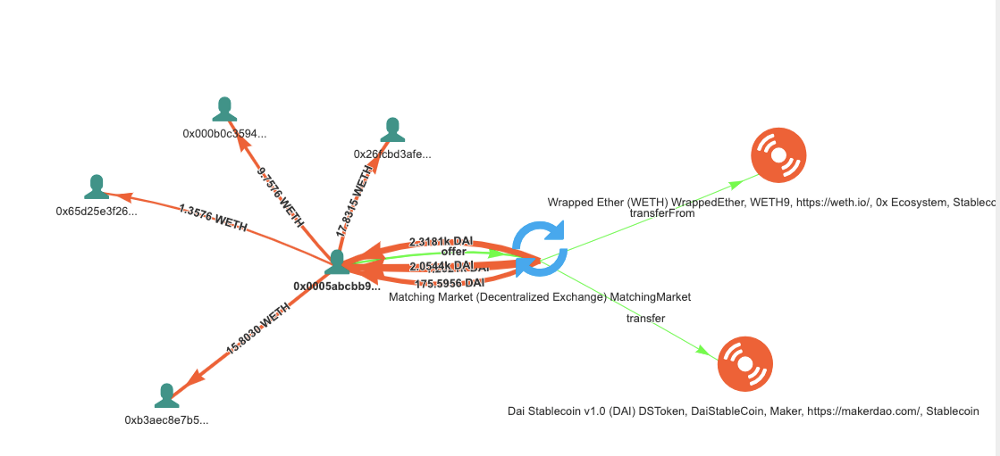 0x000b0c3594...
0x26fcbd3afe...
0x65d25e3f26...
9.7576 WETH
17.8315 WETH
1.3576 WETH
Wrapped Ether (WETH) WrappedEther, WETH9, https://weth.io/, 0x Ecosystem, Stableco
transferFrom
2.3181k DAI
offer
2.0544k DAI
DAI
175.5956 DAI
0x0005abcbb9...
Matching Market (Decentralized Exchange) MatchingMarket
15.8030 WETH
transfer
0xb3aec8e7b5...
Dai Stablecoin v1.0 (DAI) DSToken, DaiStableCoin, Maker, https://makerdao.com/, Stablecoin